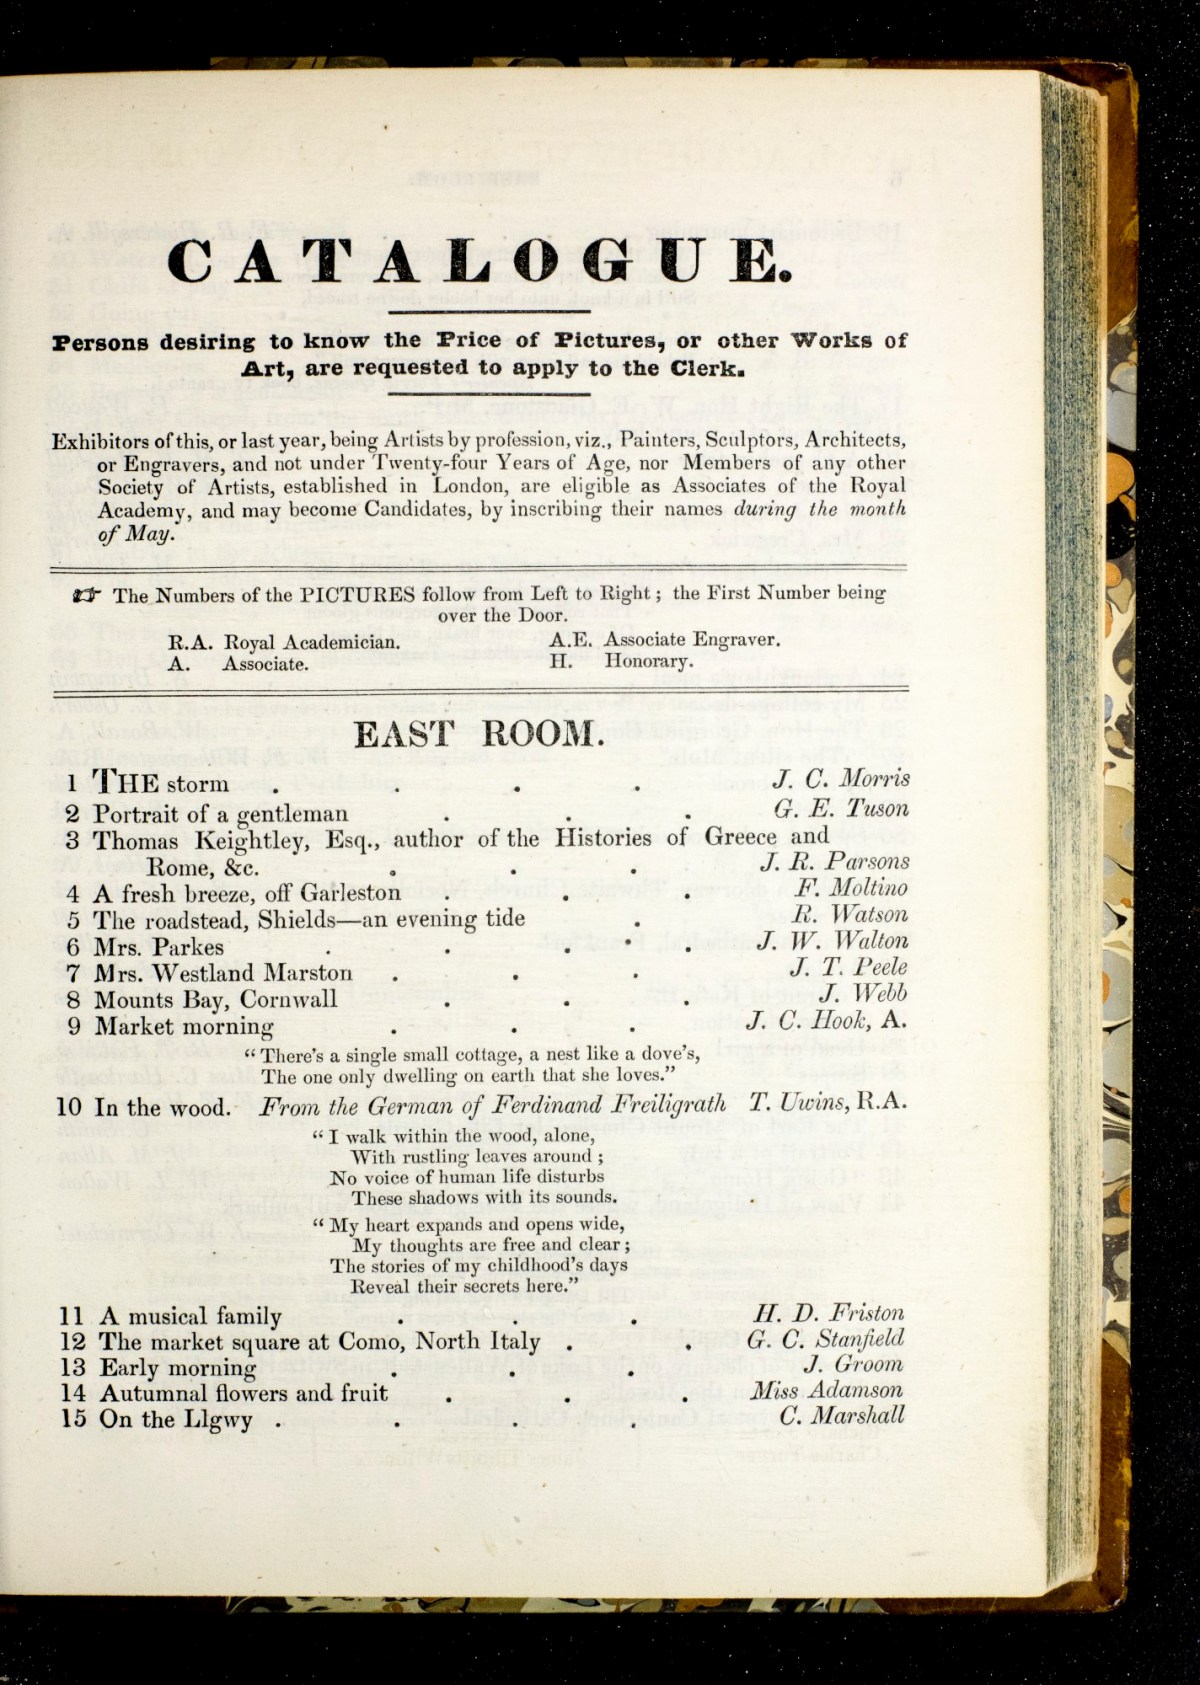 CATALOGUE.
Persons desiring to know the Price of Pictures, or other Works of
Art, are requested to apply to the Clerk.
Exhibitors of this, or last year, being Artists by profession, viz., Painters, Sculptors, Architects,
or Engravers, and not under Twenty-four Years of Age, nor Members of any other
Society of Artists, established in London, are eligible as Associates of the Royal
Academy, and may become Candidates, by inscribing their names during the month
of May.
☞ The Numbers of the PICTURES follow from Left to Right; the First Number being
over the Door.
R.A. Royal Academician. A.E. Associate Engraver.
A. Associate. H. Honorary.
EAST ROOM.
1 THE storm . . . . J. C. Morris
2 Portrait of a gentleman . . . G. E. Tuson
3 Thomas Keightley, Esq., author of the Histories of Greece and
Rome, &c. . . . J. R. Parsons
4 A fresh breeze, off Garleston . . . F. Moltino
5 The roadstead, Shields—an evening tide . R. Watson
6 Mrs. Parkes . . . . J. W. Walton
7 Mrs. Westland Marston . . . J. T. Peele
8 Mounts Bay, Cornwall . . . J. Webb
9 Market morning . . . J. C. Hook, A.
"There's a single small cottage, a nest like a dove's,
The one only dwelling on earth that she loves."
10 In the wood. From the German of Ferdinand Freiligrath T. Uwins, R.A.
"I walk within the wood, alone,
With rustling leaves around;
No voice of human life disturbs
These shadows with its sounds.
"My heart expands and opens wide,
My thoughts are free and clear;
The stories of my childhood's days
Reveal their secrets here."
11 A musical family . . . H. D. Friston
12 The market square at Como, North Italy . . G. C. Stanfield
13 Early morning . . . J. Groom
14 Autumnal flowers and fruit . . . Miss Adamson
15 On the Llgwy . . . . C. Marshall